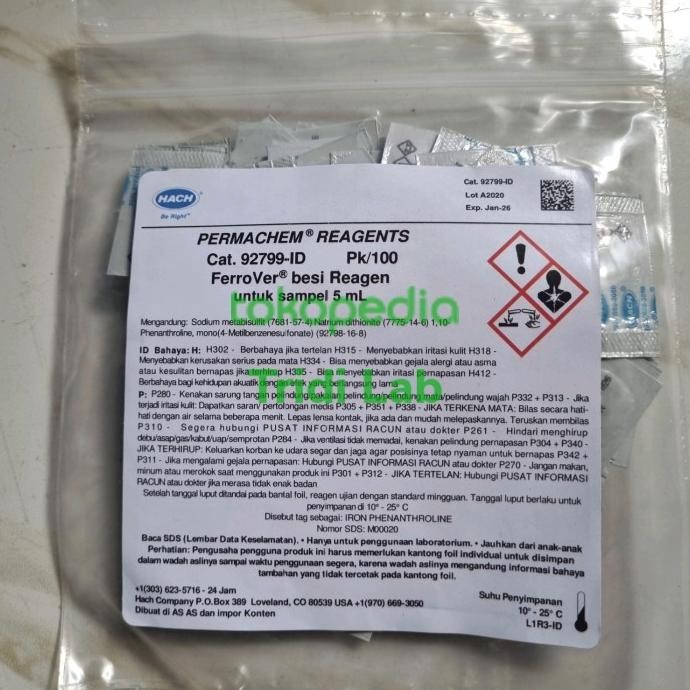 HACH
Be Right™
Cat. 92799-ID
Lot A2020
Exp. Jan-26
PERMACHEM® REAGENTS
Cat. 92799-ID Pk/100
FerroVer® besi Reagen
untuk sampel 5 mL
tokopedia
Tridi Lab
Mengandung: Sodium metabisulfit (7681-57-4) Natrium dithionite (7775-14-6) 1,10-
Phenanthroline, mono(4-Metilbenzenesulfonate) (92798-16-8)
ID Bahaya: H: H302 - Berbahaya jika tertelan H315 - Menyebabkan iritasi kulit H318 -
Menyebabkan kerusakan serius pada mata H334 - Bisa menyebabkan gejala alergi atau asma
atau kesulitan bernapas jika terhirup H335 - Bisa menyebabkan iritasi pernapasan H412 -
Berbahaya bagi kehidupan akuatik dengan efek yang berlangsung lama
P: P280 - Kenakan sarung tangan pelindung/pakaian pelindung/pelindung mata/pelindung wajah P332 + P313 - Jika
terjadi iritasi kulit: Dapatkan saran/ pertolongan medis P305 + P351 + P338 - JIKA TERKENA MATA: Bilas secara hati-
hati dengan air selama beberapa menit. Lepas lensa kontak, jika ada dan mudah melepaskannya. Teruskan membilas
P310 - Segera hubungi PUSAT INFORMASI RACUN atau dokter P261 - Hindari menghirup
debu/asap/gas/kabut/uap/semprotan P284 - Jika ventilasi tidak memadai, kenakan pelindung pernapasan P304 + P340 -
JIKA TERHIRUP: Keluarkan korban ke udara segar dan jaga agar posisinya tetap nyaman untuk bernapas P342 +
P311 - Jika mengalami gejala pernapasan: Hubungi PUSAT INFORMASI RACUN atau dokter P270 - Jangan makan,
minum atau merokok saat menggunakan produk ini P301 + P312 - JIKA TERTELAN: Hubungi PUSAT INFORMASI
RACUN atau dokter jika merasa tidak enak badan
Setelah tanggal luput ditandai pada bantal foil, reagen ujian dengan standard mingguan. Tanggal luput berlaku untuk
penyimpanan di 10° - 25° C
Disebut tag sebagai: IRON PHENANTHROLINE
Nomor SDS: M00020
Baca SDS (Lembar Data Keselamatan). • Hanya untuk penggunaan laboratorium. • Jauhkan dari anak-anak
Perhatian: Pengusaha pengguna produk ini harus memerlukan kantong foil individual untuk disimpan
dalam wadah aslinya sampai waktu penggunaan segera, karena wadah aslinya mengandung informasi bahaya
tambahan yang tidak tercetak pada kantong foil.
+1(303) 623-5716 - 24 Jam
Hach Company P.O.Box 389 Loveland, CO 80539 USA +1(970) 669-3050
Dibuat di AS AS dan impor Konten
Suhu Penyimpanan
10° - 25° C
L1R3-ID